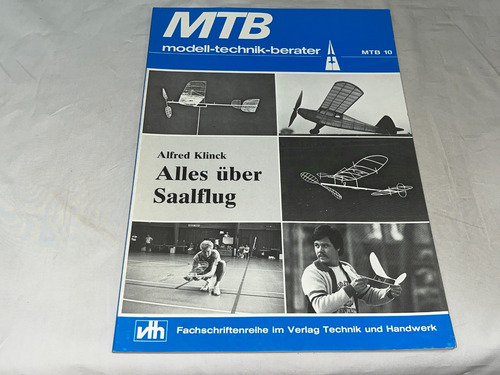 MTB
modell-technik-berater
MTB 10
Alfred Klinck
Alles über
Saalflug
vth
Fachschriftenreihe im Verlag Technik und Handwerk